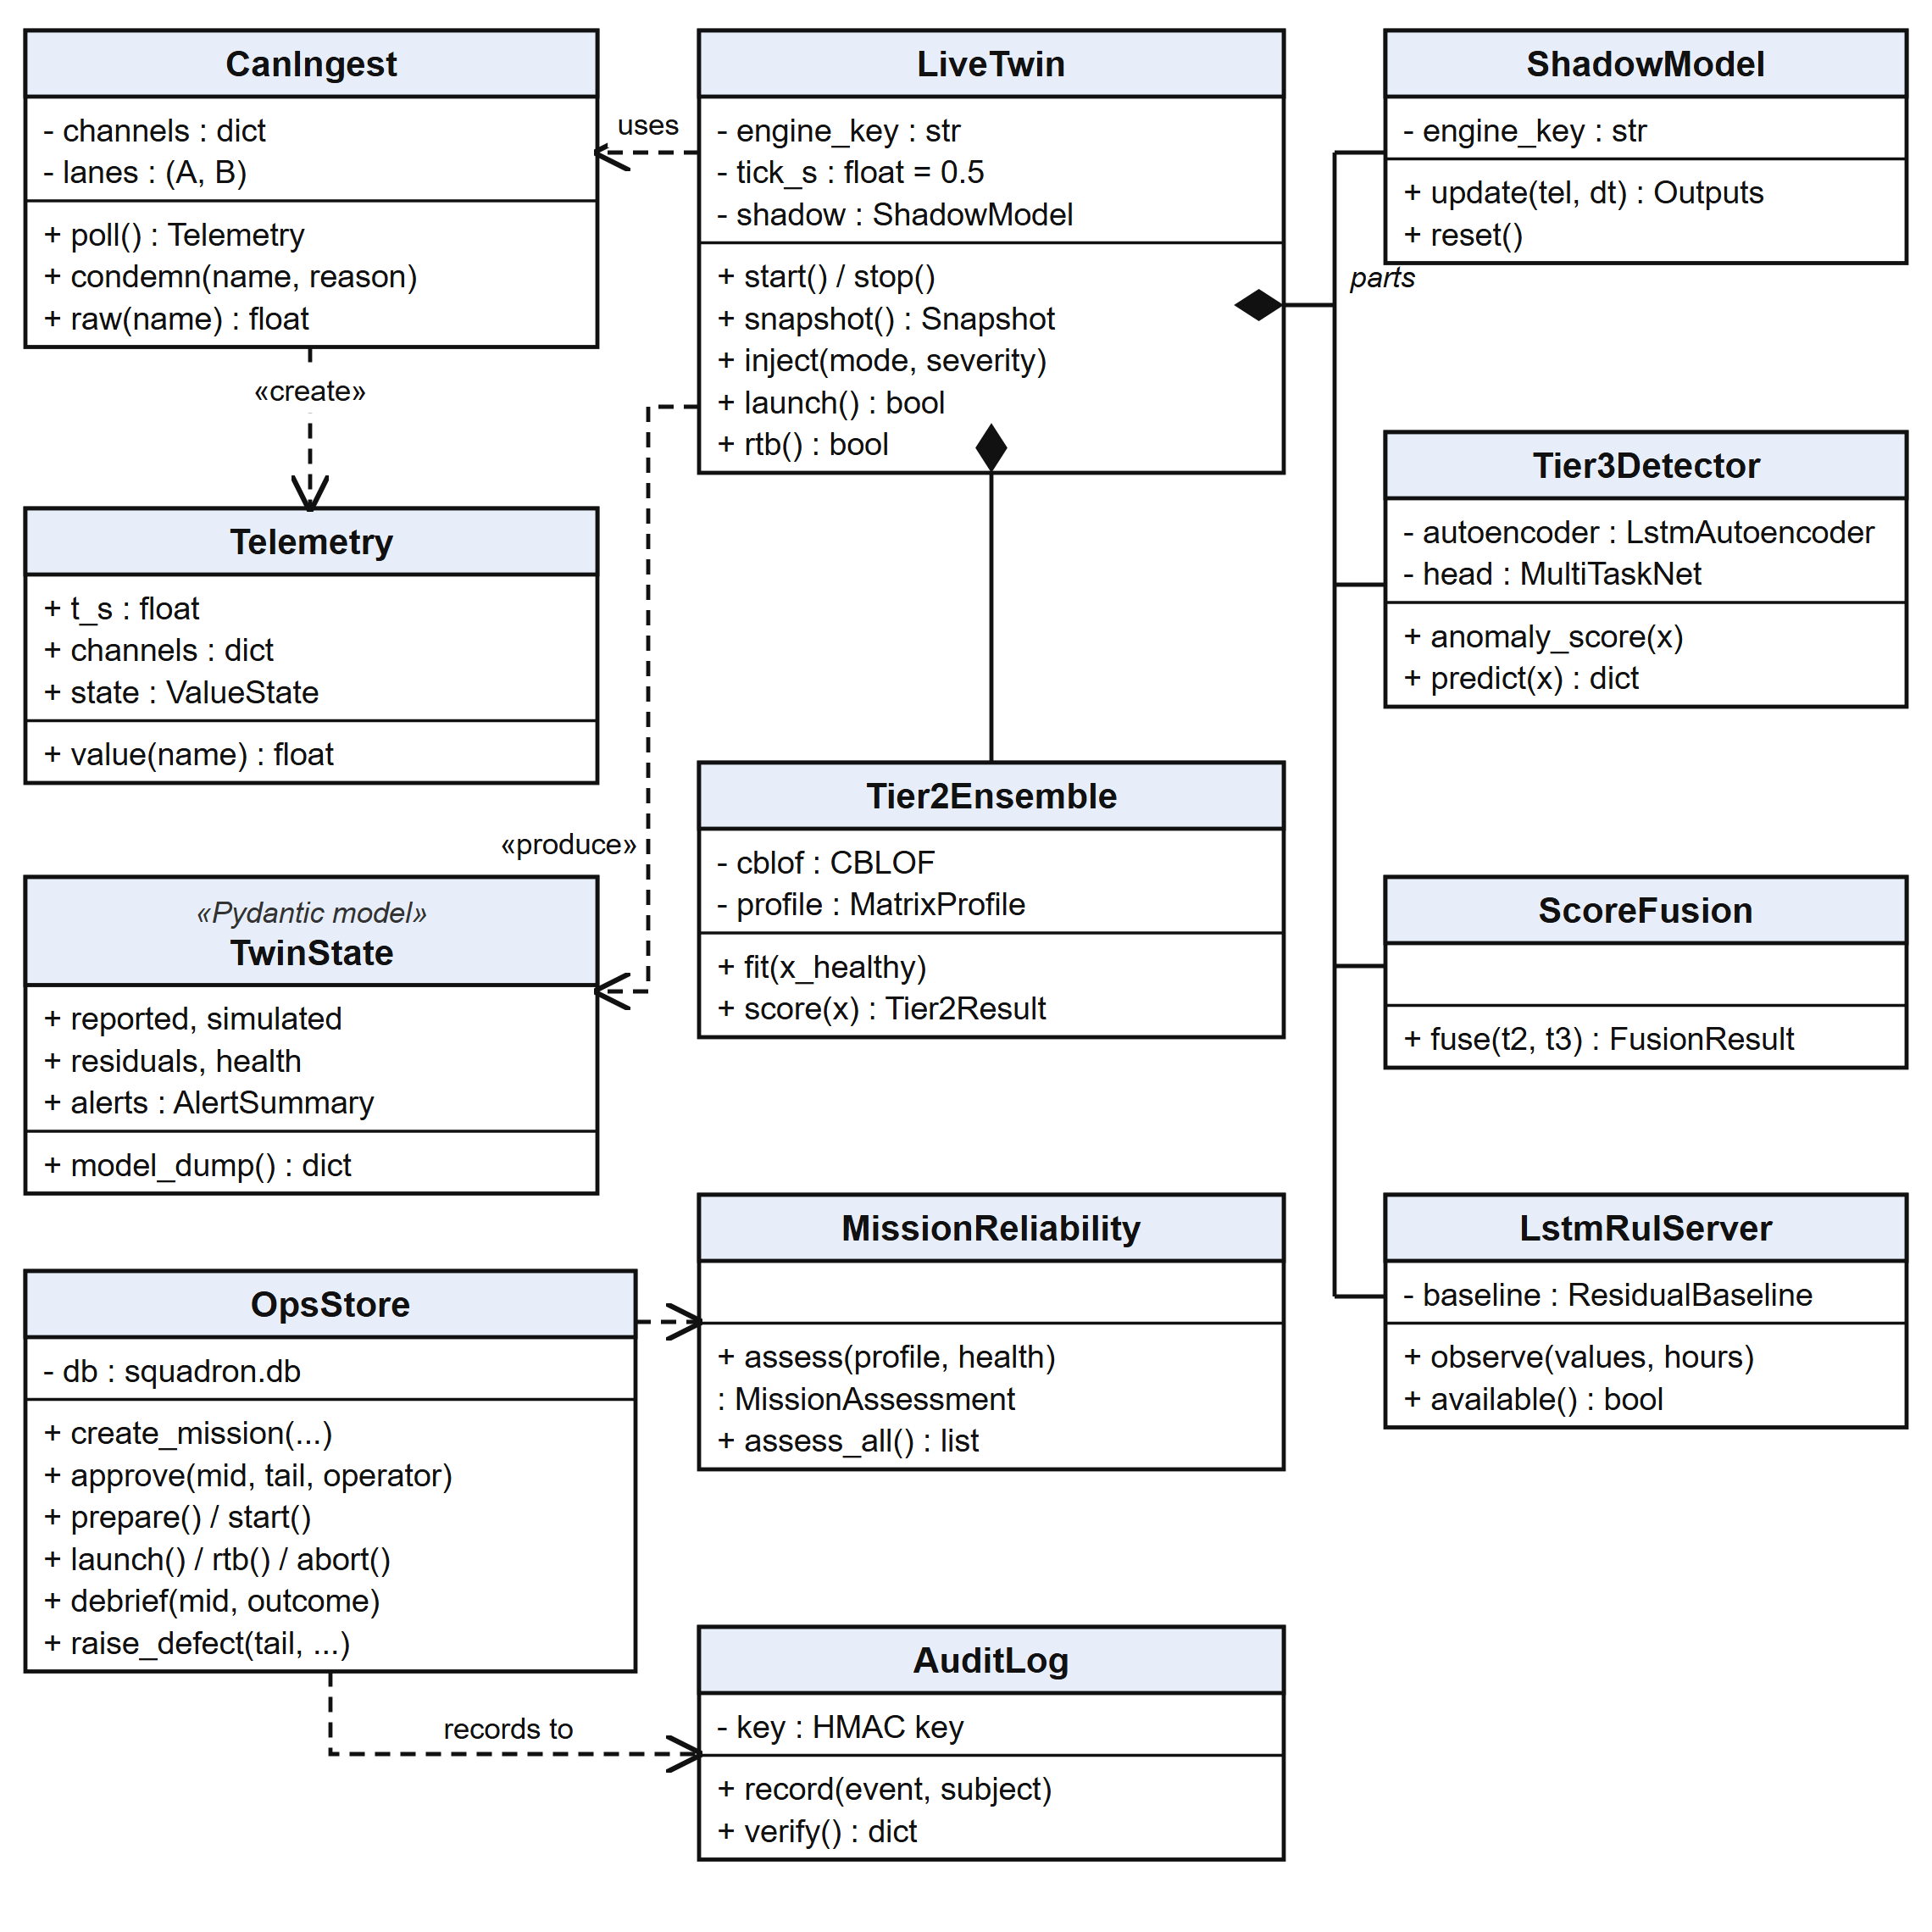 CanIngest
- channels : dict
- lanes : (A, B)
+ poll() : Telemetry
+ condemn(name, reason)
+ raw(name) : float
uses
LiveTwin
- engine_key : str
- tick_s : float = 0.5
- shadow : ShadowModel
+ start() / stop()
+ snapshot() : Snapshot
+ inject(mode, severity)
+ launch() : bool
+ rtb() : bool
ShadowModel
- engine_key : str
+ update(tel, dt) : Outputs
+ reset()
parts
«create»
Telemetry
+ t_s : float
+ channels : dict
+ state : ValueState
+ value(name) : float
Tier3Detector
- autoencoder : LstmAutoencoder
- head : MultiTaskNet
+ anomaly_score(x)
+ predict(x) : dict
«produce»
Tier2Ensemble
- cblof : CBLOF
- profile : MatrixProfile
+ fit(x_healthy)
+ score(x) : Tier2Result
«Pydantic model»
TwinState
+ reported, simulated
+ residuals, health
+ alerts : AlertSummary
+ model_dump() : dict
ScoreFusion
+ fuse(t2, t3) : FusionResult
MissionReliability
+ assess(profile, health)
: MissionAssessment
+ assess_all() : list
LstmRulServer
- baseline : ResidualBaseline
+ observe(values, hours)
+ available() : bool
OpsStore
- db : squadron.db
+ create_mission(...)
+ approve(mid, tail, operator)
+ prepare() / start()
+ launch() / rtb() / abort()
+ debrief(mid, outcome)
+ raise_defect(tail, ...)
records to
AuditLog
- key : HMAC key
+ record(event, subject)
+ verify() : dict